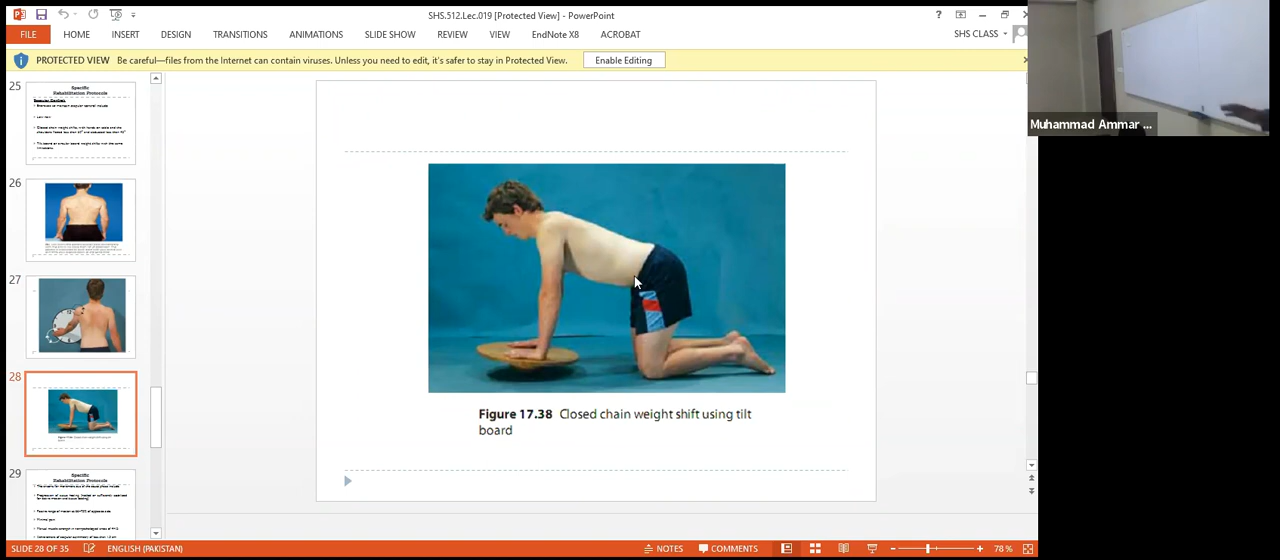 SHS.512.Lec.019 [Protected View] - PowerPoint
FILE HOME INSERT DESIGN TRANSITIONS ANIMATIONS SLIDE SHOW REVIEW VIEW EndNote X8 ACROBAT SHS CLASS
PROTECTED VIEW Be careful—files from the Internet can contain viruses. Unless you need to edit, it's safer to stay in Protected View. Enable Editing
Muhammad Ammar ...
25
Specific
Rehabilitation Protocols
26
27
28
Figure 17.38 Closed chain weight shift using tilt
board
29
Specific
Rehabilitation Protocols
SLIDE 28 OF 35 ENGLISH (PAKISTAN) NOTES COMMENTS 78 %